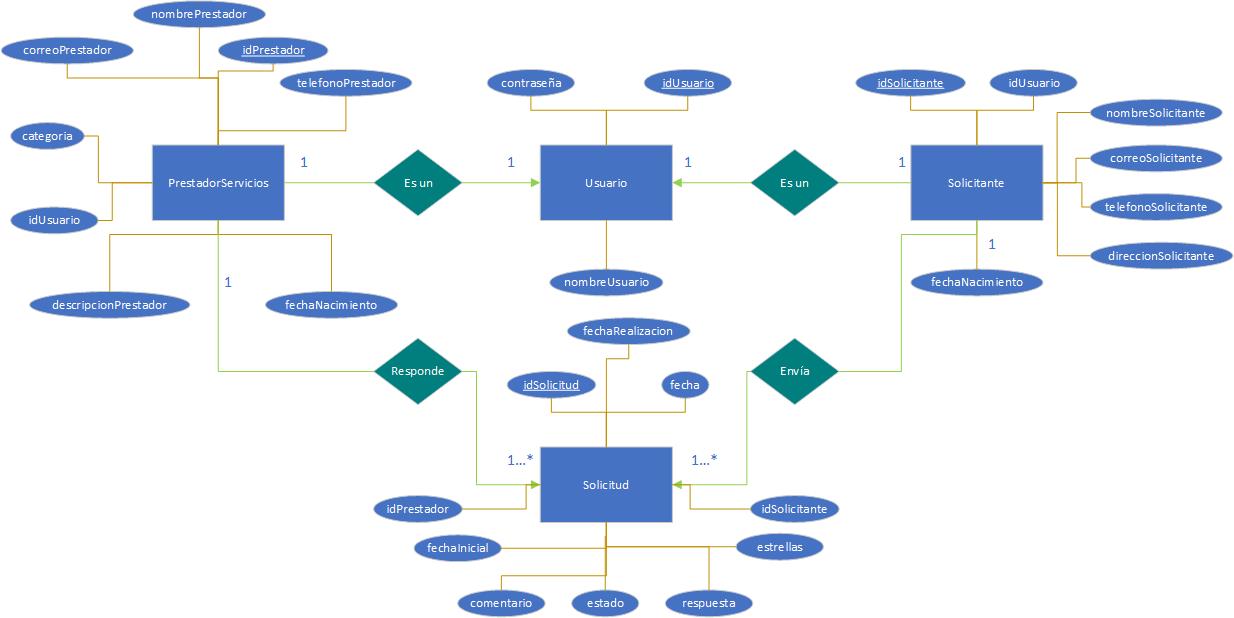 nombrePrestador
correoPrestador
idPrestador
telefonoPrestador
contraseña
idUsuario
idSolicitante
idUsuario
nombreSolicitante
categoria
correoSolicitante
1
1
1
1
PrestadorServicios
Es un
Usuario
Es un
Solicitante
telefonoSolicitante
idUsuario
1
direccionSolicitante
1
nombreUsuario
fechaNacimiento
descripcionPrestador
fechaNacimiento
fechaRealizacion
Responde
Envía
idSolicitud
fecha
1...*
1...*
Solicitud
idPrestador
idSolicitante
fechaInicial
estrellas
comentario
estado
respuesta